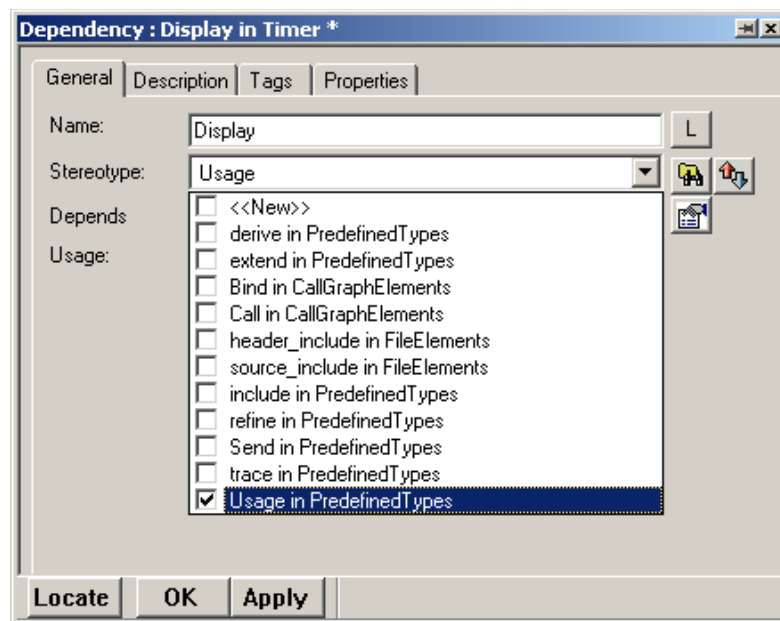 Dependency : Display in Timer *
General Description Tags Properties
Name: Display L
Stereotype: Usage
Depends
Usage:
<<New>>
derive in PredefinedTypes
extend in PredefinedTypes
Bind in CallGraphElements
Call in CallGraphElements
header_include in FileElements
source_include in FileElements
include in PredefinedTypes
refine in PredefinedTypes
Send in PredefinedTypes
trace in PredefinedTypes
Usage in PredefinedTypes
Locate OK Apply